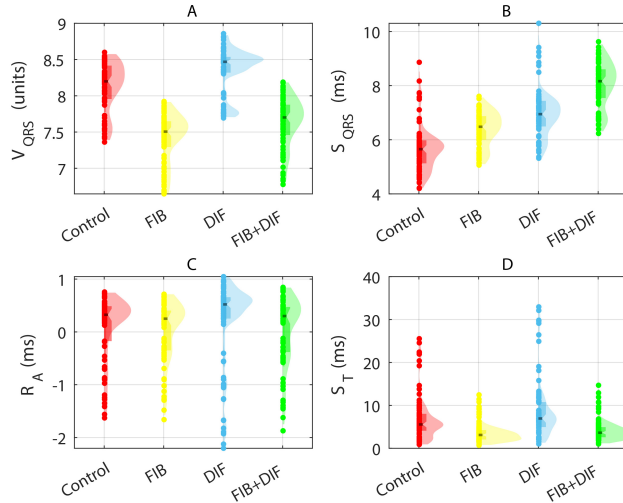 A
V_QRS (units)
9
8.5
8
7.5
7
Control
FIB
DIF
FIB+DIF
B
S_QRS (ms)
10
8
6
4
Control
FIB
DIF
FIB+DIF
C
R_A (ms)
1
0
-1
-2
Control
FIB
DIF
FIB+DIF
D
S_T (ms)
40
30
20
10
0
Control
FIB
DIF
FIB+DIF